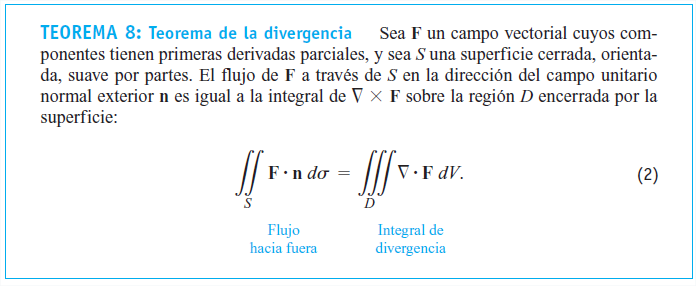 TEOREMA 8: Teorema de la divergencia Sea F un campo vectorial cuyos com-
ponentes tienen primeras derivadas parciales, y sea S una superficie cerrada, orienta-
da, suave por partes. El flujo de F a través de S en la dirección del campo unitario
normal exterior n es igual a la integral de ∇ × F sobre la región D encerrada por la
superficie:
∬_S F · n dσ = ∭_D ∇ · F dV. (2)
Flujo Integral de
hacia fuera divergencia